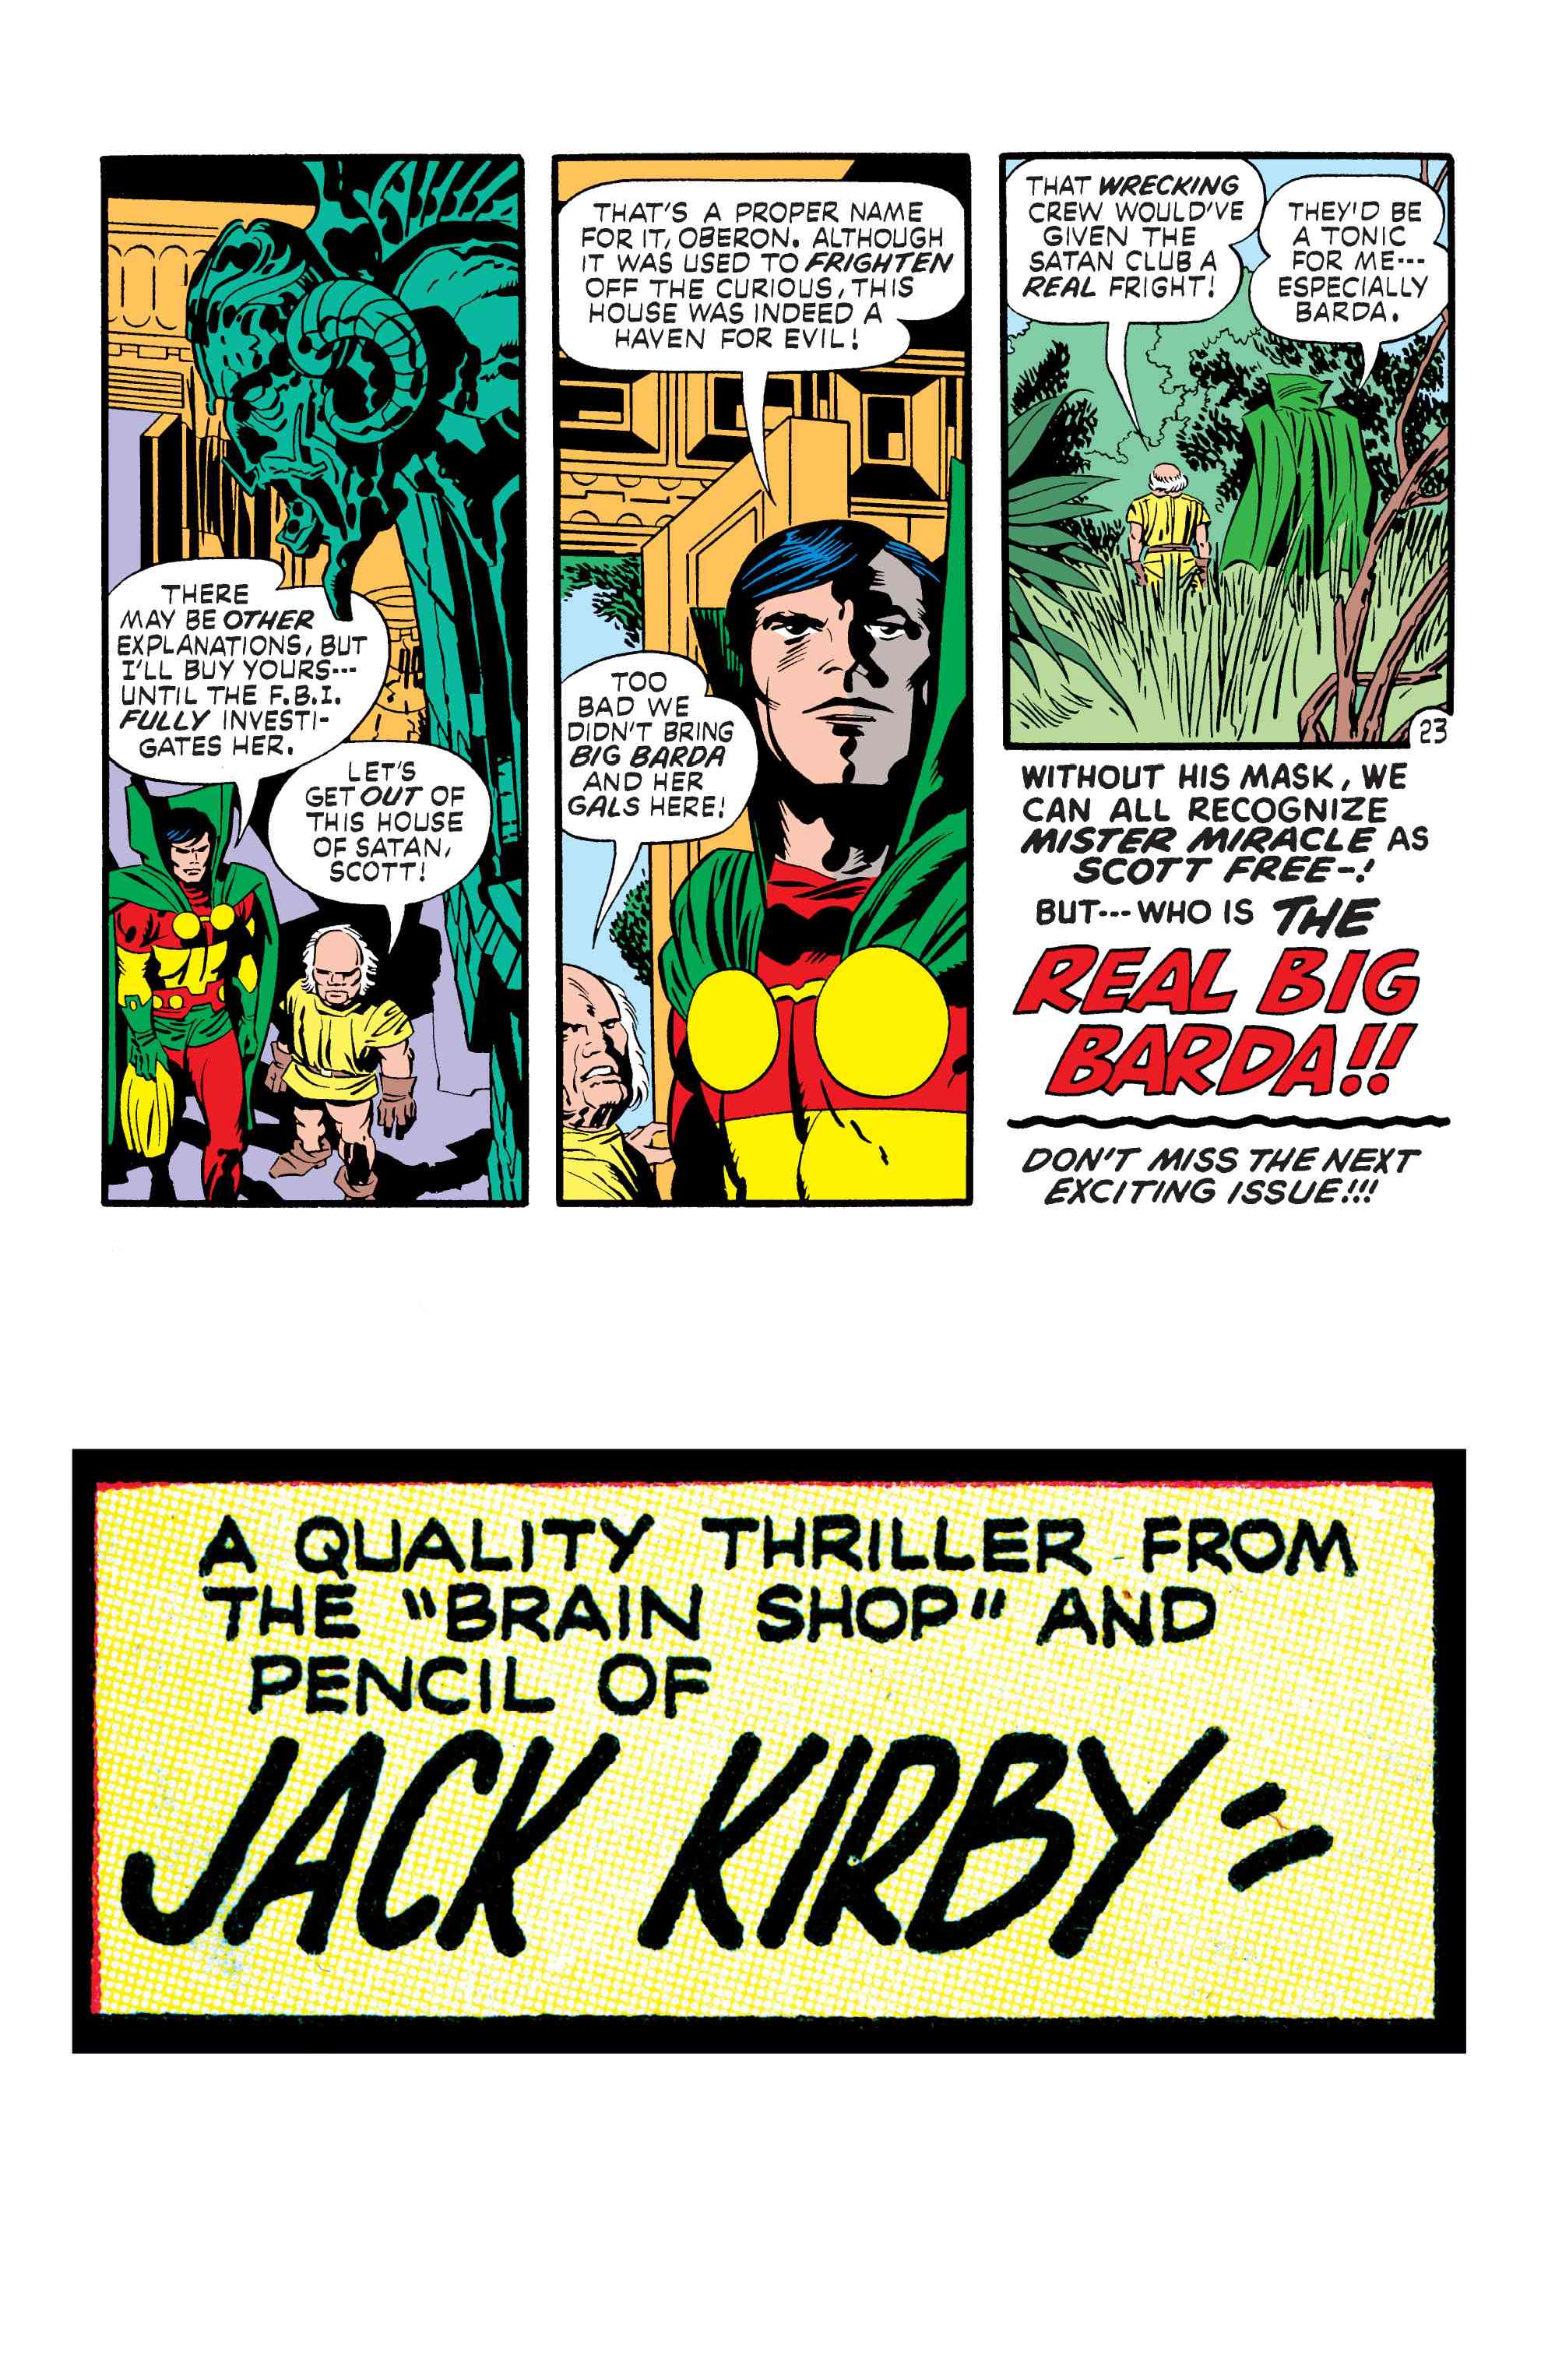 THERE
MAY BE OTHER
EXPLANATIONS, BUT
I'LL BUY YOURS---
UNTIL THE F.B.I.
FULLY INVESTI-
GATES HER.
LET'S
GET OUT OF
THIS HOUSE
OF SATAN,
SCOTT!
THAT'S A PROPER NAME
FOR IT, OBERON. ALTHOUGH
IT WAS USED TO FRIGHTEN
OFF THE CURIOUS, THIS
HOUSE WAS INDEED A
HAVEN FOR EVIL!
TOO
BAD WE
DIDN'T BRING
BIG BARDA
AND HER
GALS HERE!
THAT WRECKING
CREW WOULD'VE
GIVEN THE
SATAN CLUB A
REAL FRIGHT!
THEY'D BE
A TONIC
FOR ME---
ESPECIALLY
BARDA.
23
WITHOUT HIS MASK, WE
CAN ALL RECOGNIZE
MISTER MIRACLE AS
SCOTT FREE--!
BUT---WHO IS THE
REAL BIG
BARDA!!
DON'T MISS THE NEXT
EXCITING ISSUE!!!
A QUALITY THRILLER FROM
THE "BRAIN SHOP" AND
PENCIL OF
JACK KIRBY=